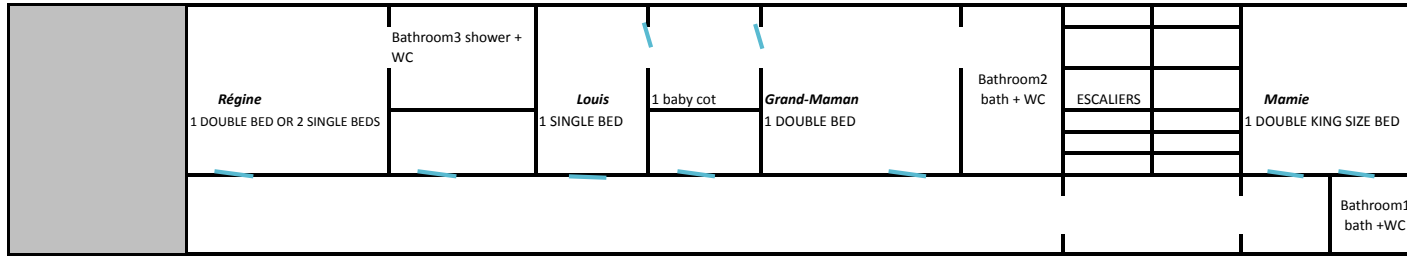 Bathroom3 shower +
WC
Bathroom2
bath + WC
Régine
Louis
1 baby cot
Grand-Maman
ESCALIERS
Mamie
1 DOUBLE BED OR 2 SINGLE BEDS
1 SINGLE BED
1 DOUBLE BED
1 DOUBLE KING SIZE BED
Bathroom1
bath +WC